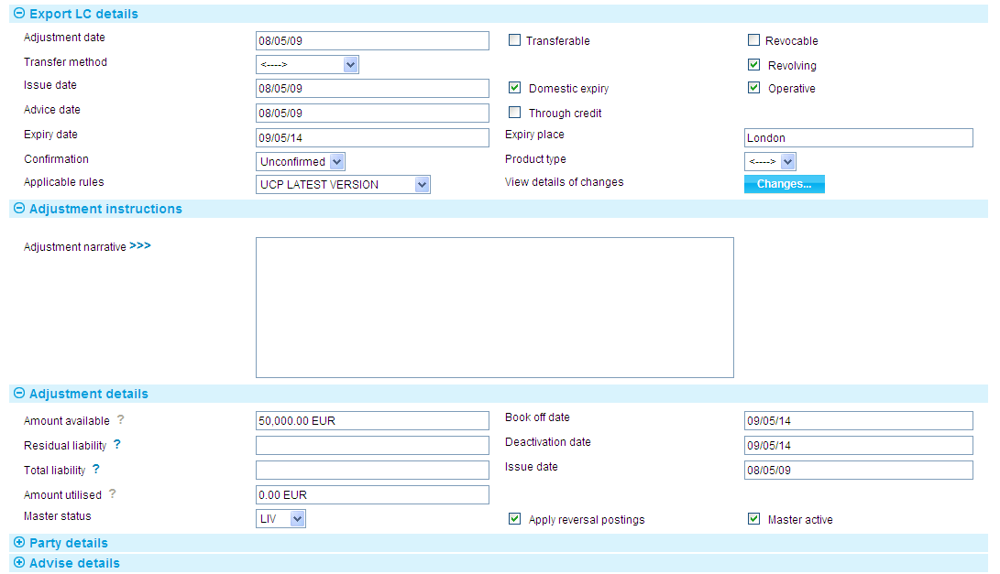 Export LC details
Adjustment date 08/05/09 Transferable Revocable
Transfer method <----> Revolving
Issue date 08/05/09 Domestic expiry Operative
Advice date 08/05/09 Through credit
Expiry date 09/05/14 Expiry place London
Confirmation Unconfirmed Product type <---->
Applicable rules UCP LATEST VERSION View details of changes Changes...
Adjustment instructions
Adjustment narrative >>>
Adjustment details
Amount available ? 50,000.00 EUR Book off date 09/05/14
Residual liability ? Deactivation date 09/05/14
Total liability ? Issue date 08/05/09
Amount utilised ? 0.00 EUR
Master status LIV Apply reversal postings Master active
Party details
Advise details